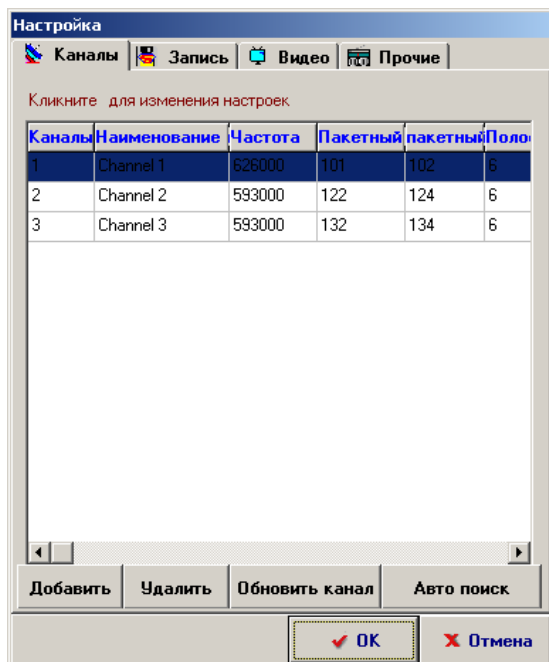 Настройка
Каналы Запись Видео Прочие
Кликните для изменения настроек
Каналы Наименование Частота Пакетный пакетный
1 Channel 1 626000 101 102 6
2 Channel 2 593000 122 124 6
3 Channel 3 593000 132 134 6
Добавить Удалить Обновить канал Авто поиск
OK Отмена